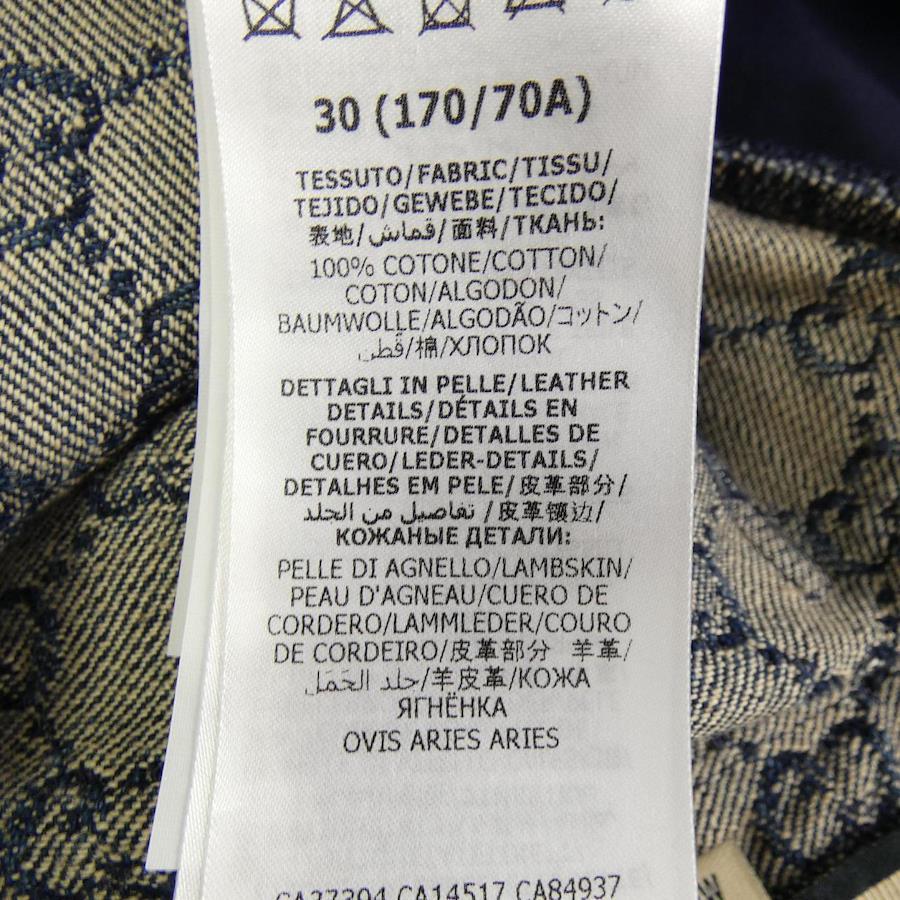 30 (170/70A)
TESSUTO/FABRIC/TISSU/
TEJIDO/GEWEBE/TECIDO/
表地/قماش/面料/ТКАНЬ:
100% COTONE/COTTON/
COTON/ALGODON/
BAUMWOLLE/ALGODÃO/コットン/
قطن/棉/ХЛОПОК
DETTAGLI IN PELLE/LEATHER
DETAILS/DÉTAILS EN
FOURRURE/DETALLES DE
CUERO/LEDER-DETAILS/
DETALHES EM PELE/皮革部分/
تفاصيل من الجلد/皮革镶边/
КОЖАНЫЕ ДЕТАЛИ:
PELLE DI AGNELLO/LAMBSKIN/
PEAU D'AGNEAU/CUERO DE
CORDERO/LAMMLEDER/COURO
DE CORDEIRO/皮革部分 羊革/
جلد الحَمَل/羊皮革/КОЖА
ЯГНЁНКА
OVIS ARIES ARIES
CA27394 CA14517 CA84937